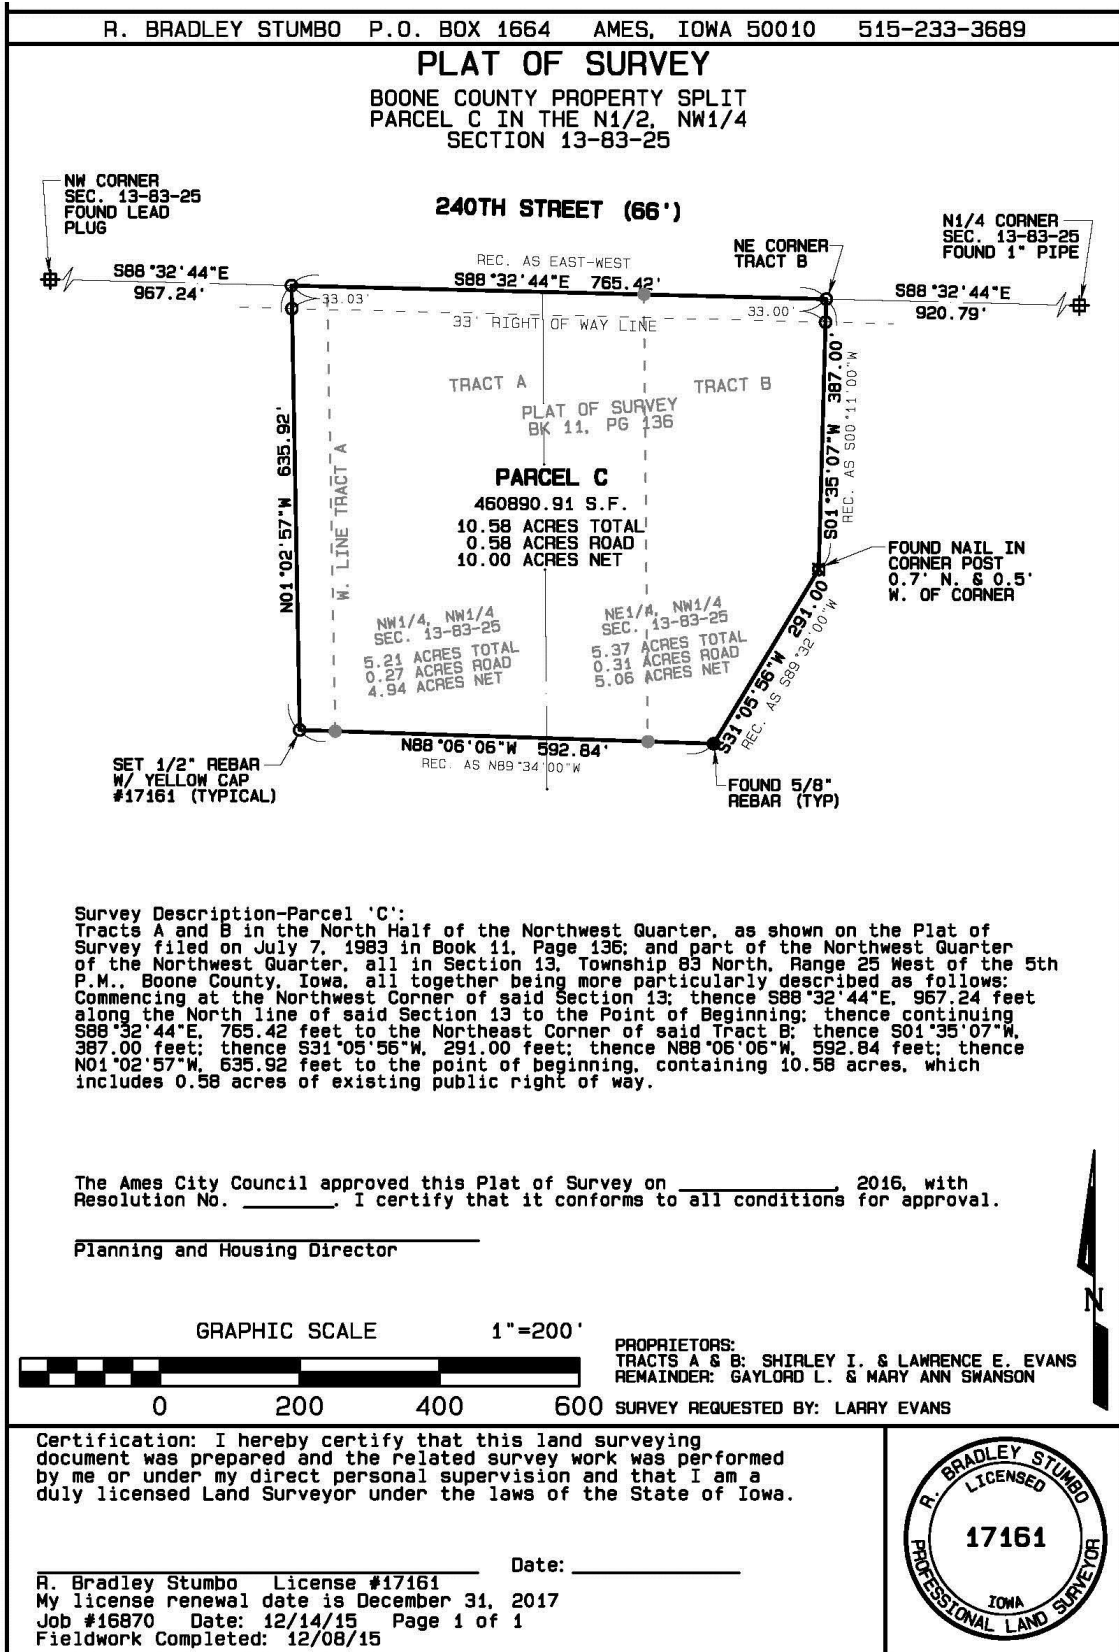 R. BRADLEY STUMBO P.O. BOX 1664 AMES, IOWA 50010 515-233-3689
PLAT OF SURVEY
BOONE COUNTY PROPERTY SPLIT
PARCEL C IN THE N1/2, NW1/4
SECTION 13-83-25
NW CORNER
SEC. 13-83-25
FOUND LEAD
PLUG
240TH STREET (66')
N1/4 CORNER
SEC. 13-83-25
FOUND 1" PIPE
NE CORNER
TRACT B
REC. AS EAST-WEST
S88°32'44"E 765.42'
S88°32'44"E
967.24'
S88°32'44"E
920.79'
33.03'
33.00'
33' RIGHT OF WAY LINE
TRACT A
TRACT B
PLAT OF SURVEY
BK 11, PG 136
N01°02'57"W 635.92'
W. LINE TRACT A
S01°35'07"W 387.00'
REC. AS S00°11'00"W
PARCEL C
460890.91 S.F.
10.58 ACRES TOTAL
0.58 ACRES ROAD
10.00 ACRES NET
FOUND NAIL IN
CORNER POST
0.7' N. & 0.5'
W. OF CORNER
NW1/4, NW1/4
SEC. 13-83-25
5.21 ACRES TOTAL
0.27 ACRES ROAD
4.94 ACRES NET
NE1/4, NW1/4
SEC. 13-83-25
5.37 ACRES TOTAL
0.31 ACRES ROAD
5.06 ACRES NET
S31°05'56"W 291.00'
REC. AS S89°32'00"W
N88°06'06"W 592.84'
REC. AS N89°34'00"W
SET 1/2" REBAR
W/ YELLOW CAP
#17161 (TYPICAL)
FOUND 5/8"
REBAR (TYP)
Survey Description-Parcel 'C':
Tracts A and B in the North Half of the Northwest Quarter, as shown on the Plat of
Survey filed on July 7, 1983 in Book 11, Page 136; and part of the Northwest Quarter
of the Northwest Quarter, all in Section 13, Township 83 North, Range 25 West of the 5th
P.M., Boone County, Iowa, all together being more particularly described as follows:
Commencing at the Northwest Corner of said Section 13; thence S88°32'44"E, 967.24 feet
along the North line of said Section 13 to the Point of Beginning; thence continuing
S88°32'44"E, 765.42 feet to the Northeast Corner of said Tract B; thence S01°35'07"W,
387.00 feet; thence S31°05'56"W, 291.00 feet; thence N88°06'06"W, 592.84 feet; thence
N01°02'57"W, 635.92 feet to the point of beginning, containing 10.58 acres, which
includes 0.58 acres of existing public right of way.
The Ames City Council approved this Plat of Survey on ____________, 2016, with
Resolution No. _______. I certify that it conforms to all conditions for approval.
Planning and Housing Director
N
GRAPHIC SCALE 1"=200'
0 200 400 600
PROPRIETORS:
TRACTS A & B: SHIRLEY I. & LAWRENCE E. EVANS
REMAINDER: GAYLORD L. & MARY ANN SWANSON
SURVEY REQUESTED BY: LARRY EVANS
Certification: I hereby certify that this land surveying
document was prepared and the related survey work was performed
by me or under my direct personal supervision and that I am a
duly licensed Land Surveyor under the laws of the State of Iowa.
Date:
R. Bradley Stumbo License #17161
My license renewal date is December 31, 2017
Job #16870 Date: 12/14/15 Page 1 of 1
Fieldwork Completed: 12/08/15
R. BRADLEY STUMBO
LICENSED
17161
IOWA
PROFESSIONAL LAND SURVEYOR